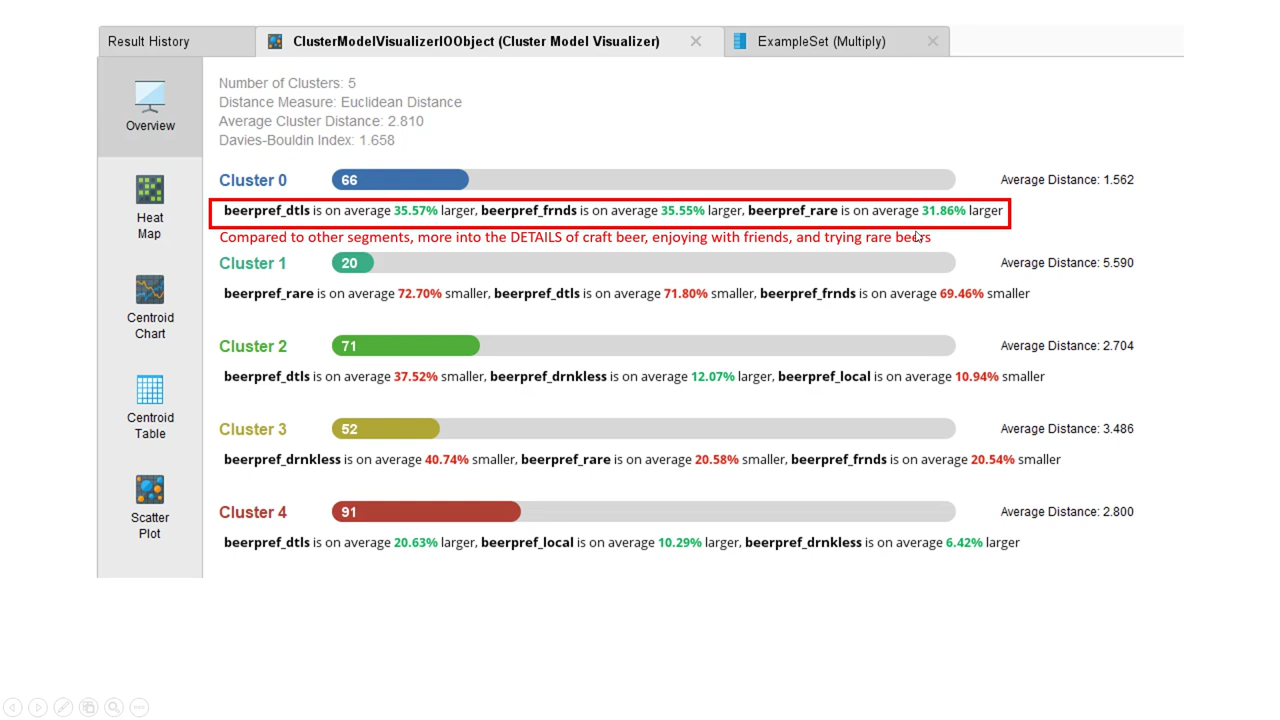 Result History
ClusterModelVisualizerIOObject (Cluster Model Visualizer)
ExampleSet (Multiply)
Overview
Heat
Map
Centroid
Chart
Centroid
Table
Scatter
Plot
Number of Clusters: 5
Distance Measure: Euclidean Distance
Average Cluster Distance: 2.810
Davies-Bouldin Index: 1.658
Cluster 0 66 Average Distance: 1.562
beerpref_dtls is on average 35.57% larger, beerpref_frnds is on average 35.55% larger, beerpref_rare is on average 31.86% larger
Compared to other segments, more into the DETAILS of craft beer, enjoying with friends, and trying rare beers
Cluster 1 20 Average Distance: 5.590
beerpref_rare is on average 72.70% smaller, beerpref_dtls is on average 71.80% smaller, beerpref_frnds is on average 69.46% smaller
Cluster 2 71 Average Distance: 2.704
beerpref_dtls is on average 37.52% smaller, beerpref_drnkless is on average 12.07% larger, beerpref_local is on average 10.94% smaller
Cluster 3 52 Average Distance: 3.486
beerpref_drnkless is on average 40.74% smaller, beerpref_rare is on average 20.58% smaller, beerpref_frnds is on average 20.54% smaller
Cluster 4 91 Average Distance: 2.800
beerpref_dtls is on average 20.63% larger, beerpref_local is on average 10.29% larger, beerpref_drnkless is on average 6.42% larger